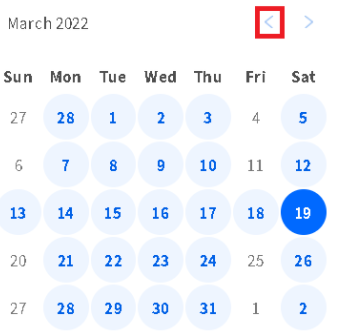 March 2022 < >
Sun Mon Tue Wed Thu Fri Sat
27 28 1 2 3 4 5
6 7 8 9 10 11 12
13 14 15 16 17 18 19
20 21 22 23 24 25 26
27 28 29 30 31 1 2